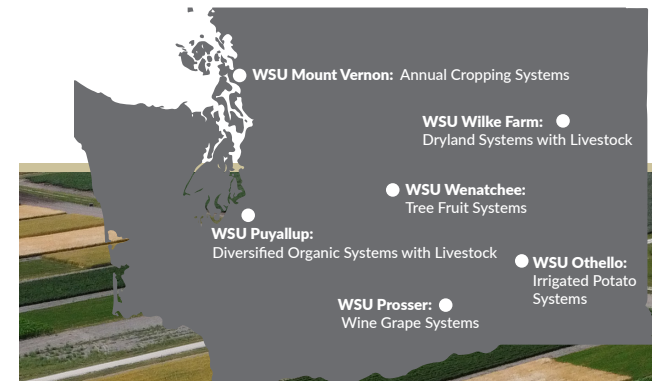 WSU Mount Vernon: Annual Cropping Systems
WSU Wilke Farm:
Dryland Systems with Livestock
WSU Wenatchee:
Tree Fruit Systems
WSU Puyallup:
Diversified Organic Systems with Livestock
WSU Othello:
Irrigated Potato
Systems
WSU Prosser:
Wine Grape Systems